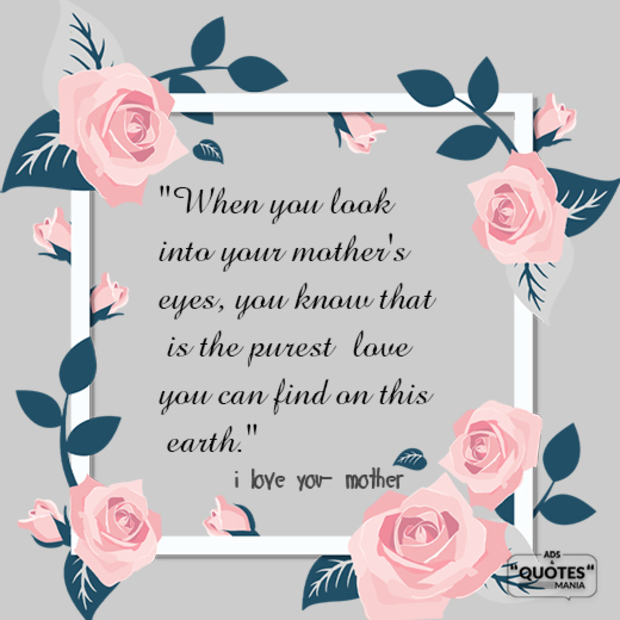 "When you look
into your mother's
eyes, you know that
is the purest love
you can find on this
earth."
i love you- mother
ADS
&
"QUOTES"
MANIA